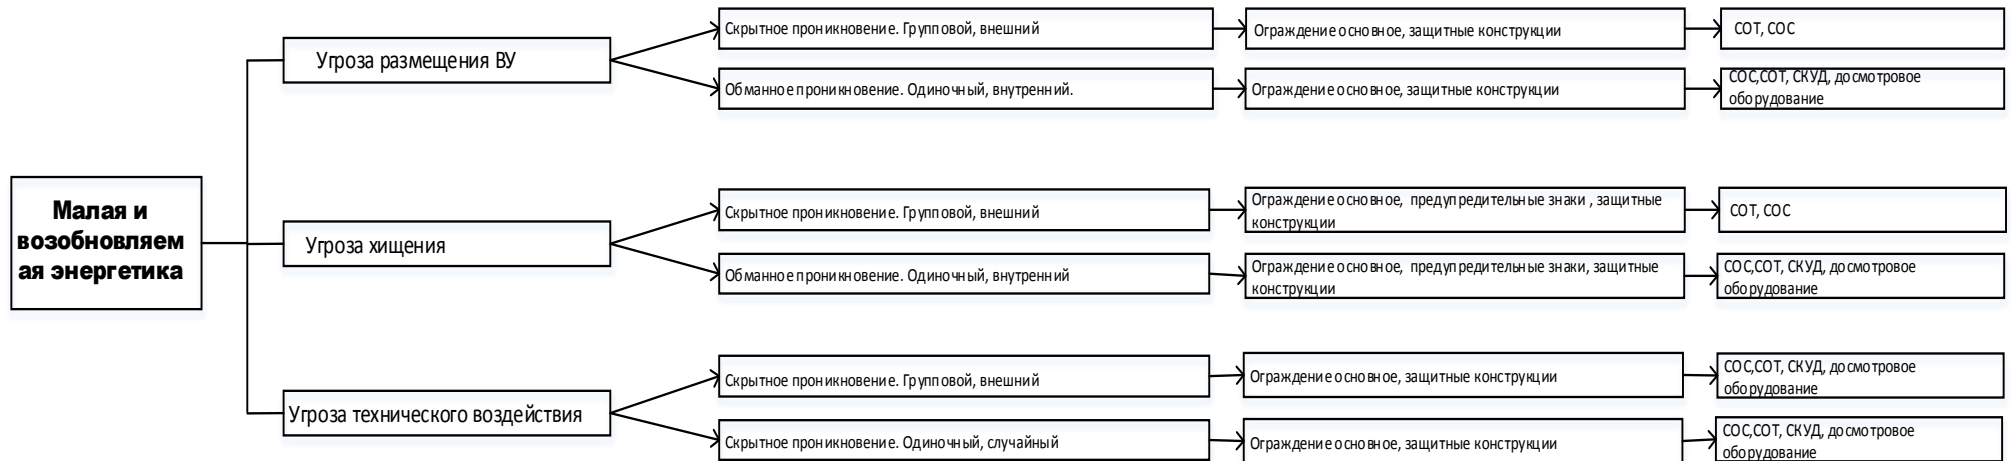 Малая и
возобновляем
ая энергетика
Угроза размещения ВУ
Скрытное проникновение. Групповой, внешний
Ограждение основное, защитные конструкции
СОТ, СОС
Обманное проникновение. Одиночный, внутренний.
Ограждение основное, защитные конструкции
СОС,СОТ, СКУД, досмотровое
оборудование
Угроза хищения
Скрытное проникновение. Групповой, внешний
Ограждение основное, предупредительные знаки , защитные
конструкции
СОТ, СОС
Обманное проникновение. Одиночный, внутренний
Ограждение основное, предупредительные знаки, защитные
конструкции
СОС,СОТ, СКУД, досмотровое
оборудование
Угроза технического воздействия
Скрытное проникновение. Групповой, внешний
Ограждение основное, защитные конструкции
СОС,СОТ, СКУД, досмотровое
оборудование
Скрытное проникновение. Одиночный, случайный
Ограждение основное, защитные конструкции
СОС,СОТ, СКУД, досмотровое
оборудование